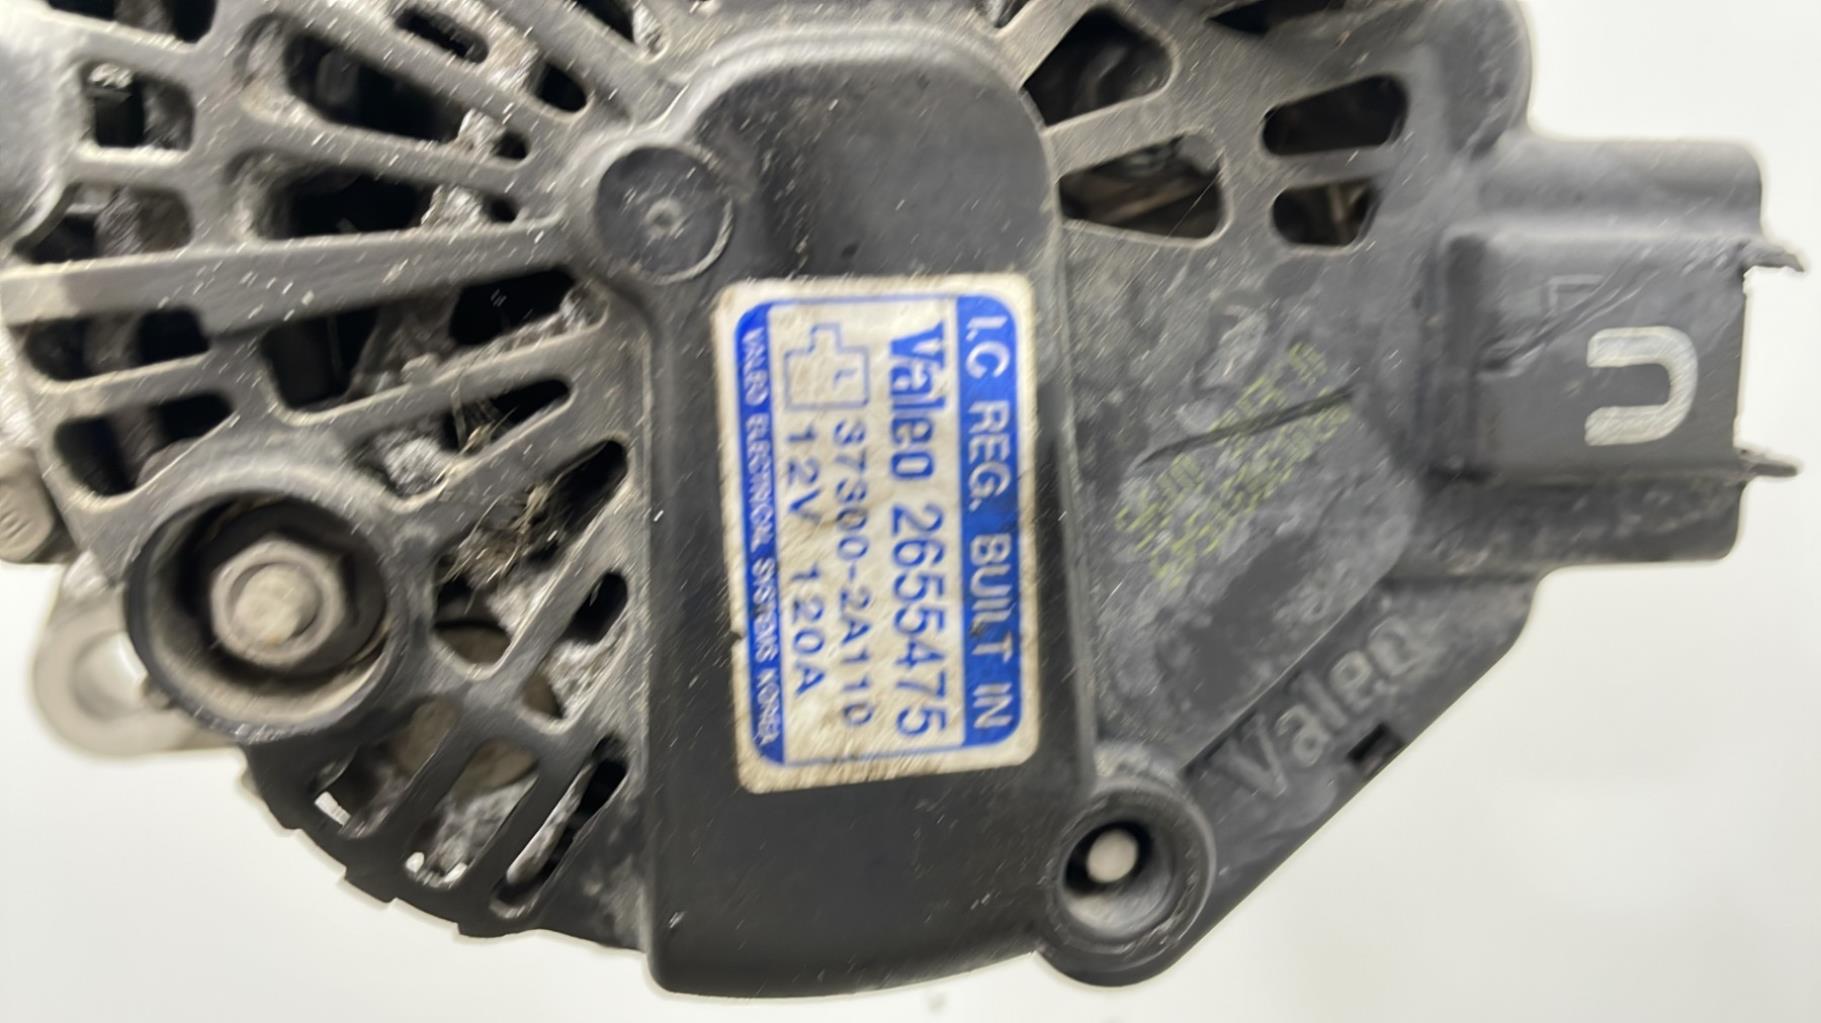 I.C REG. BUILT IN
Valeo 2655475
L 37300-2A110
12V 120A
VALEO ELECTRICAL SYSTEMS KOREA
Valeo
L